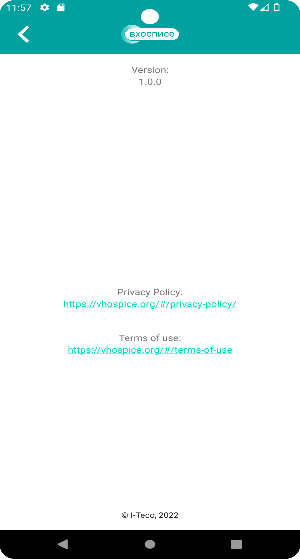 11:57
вхосписе
Version:
1.0.0
Privacy Policy:
https://vhospice.org/#/privacy-policy/
Terms of use:
https://vhospice.org/#/terms-of-use
© I-Teco, 2022